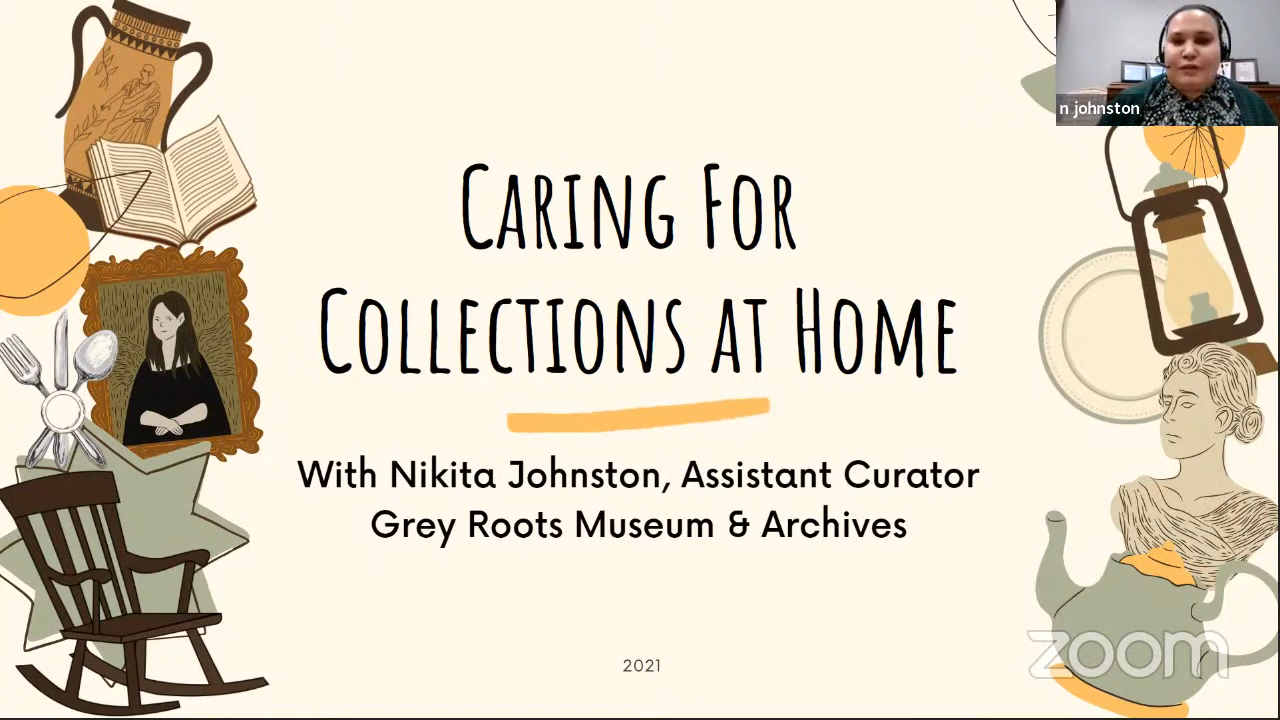 n johnston
Caring For
Collections at Home
With Nikita Johnston, Assistant Curator
Grey Roots Museum & Archives
2021
zoom